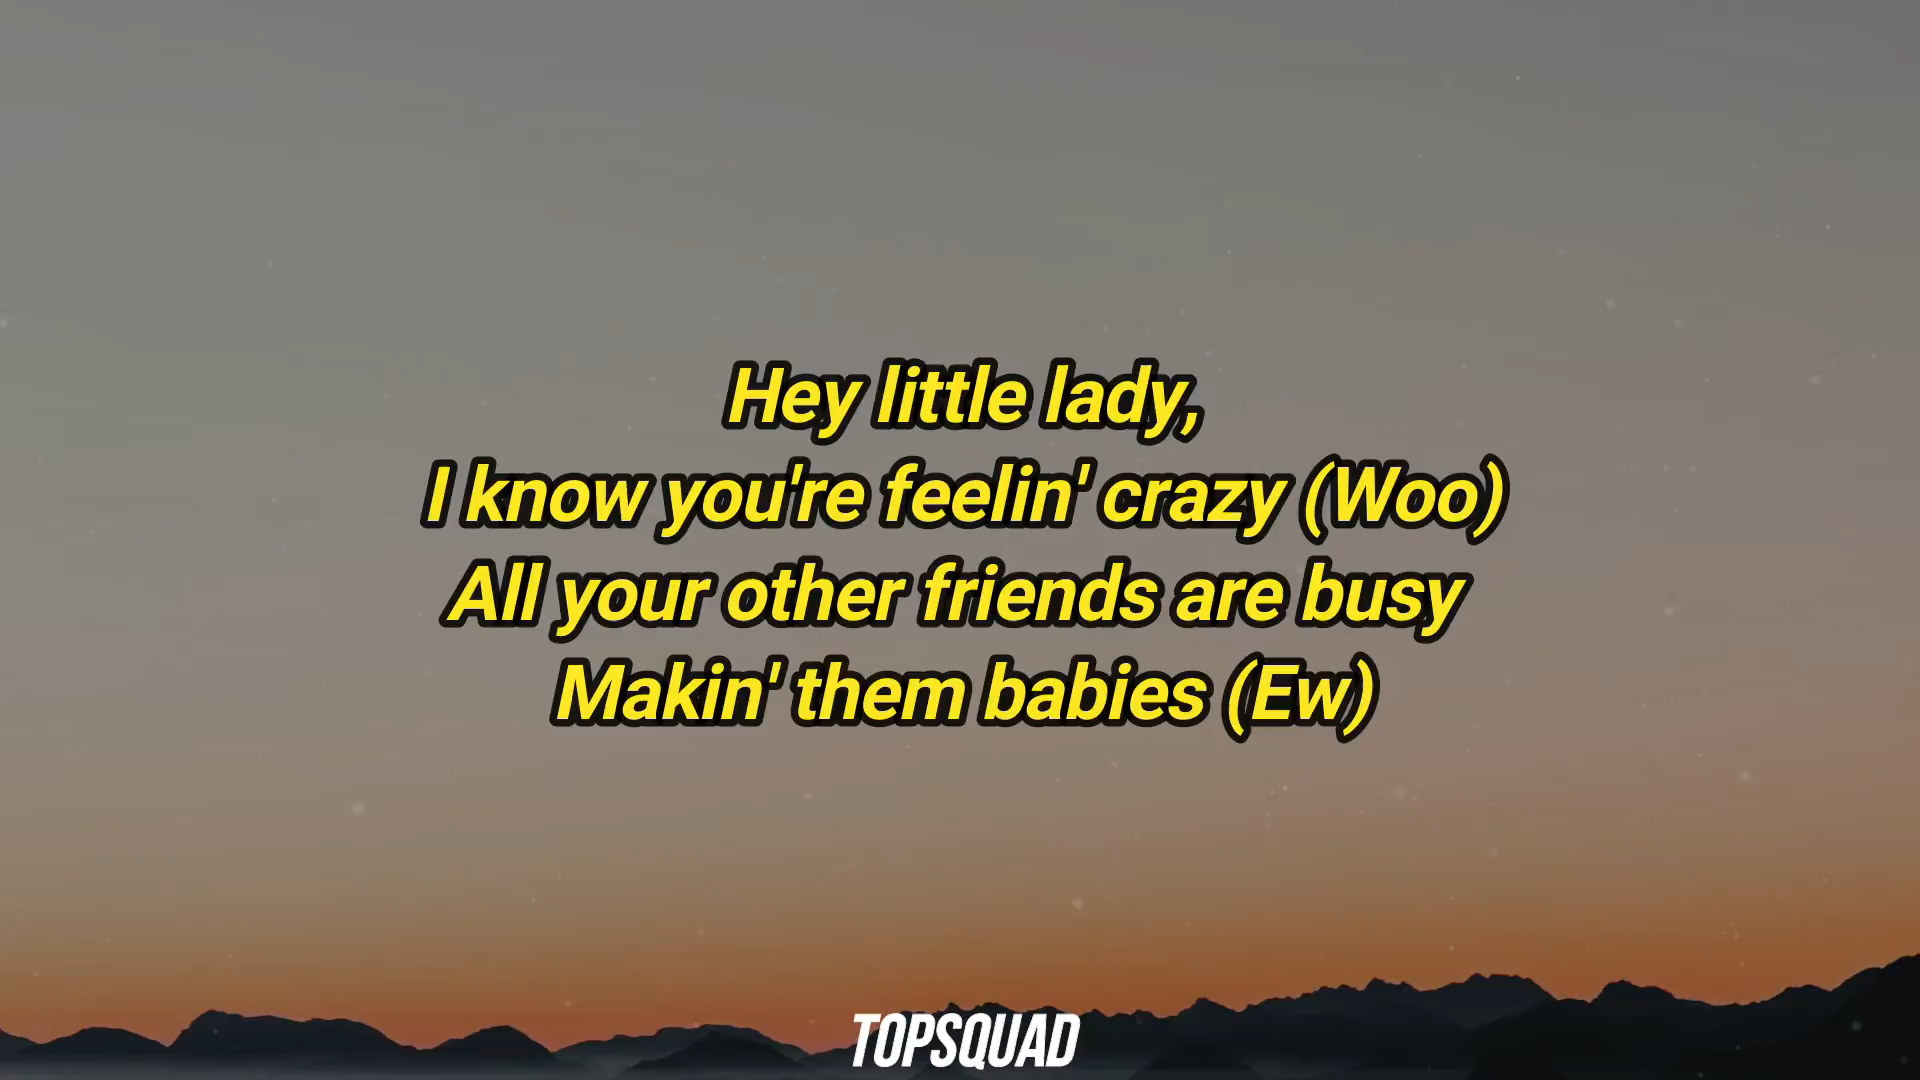 Hey little lady,
I know you're feelin' crazy (Woo)
All your other friends are busy
Makin' them babies (Ew)
TOPSQUAD